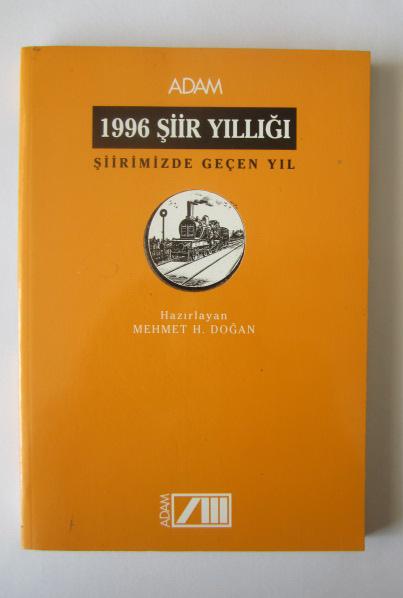 ADAM
1996 ŞİİR YILLIĞI
ŞİİRİMİZDE GEÇEN YIL
Hazırlayan
MEHMET H. DOĞAN
ADAM